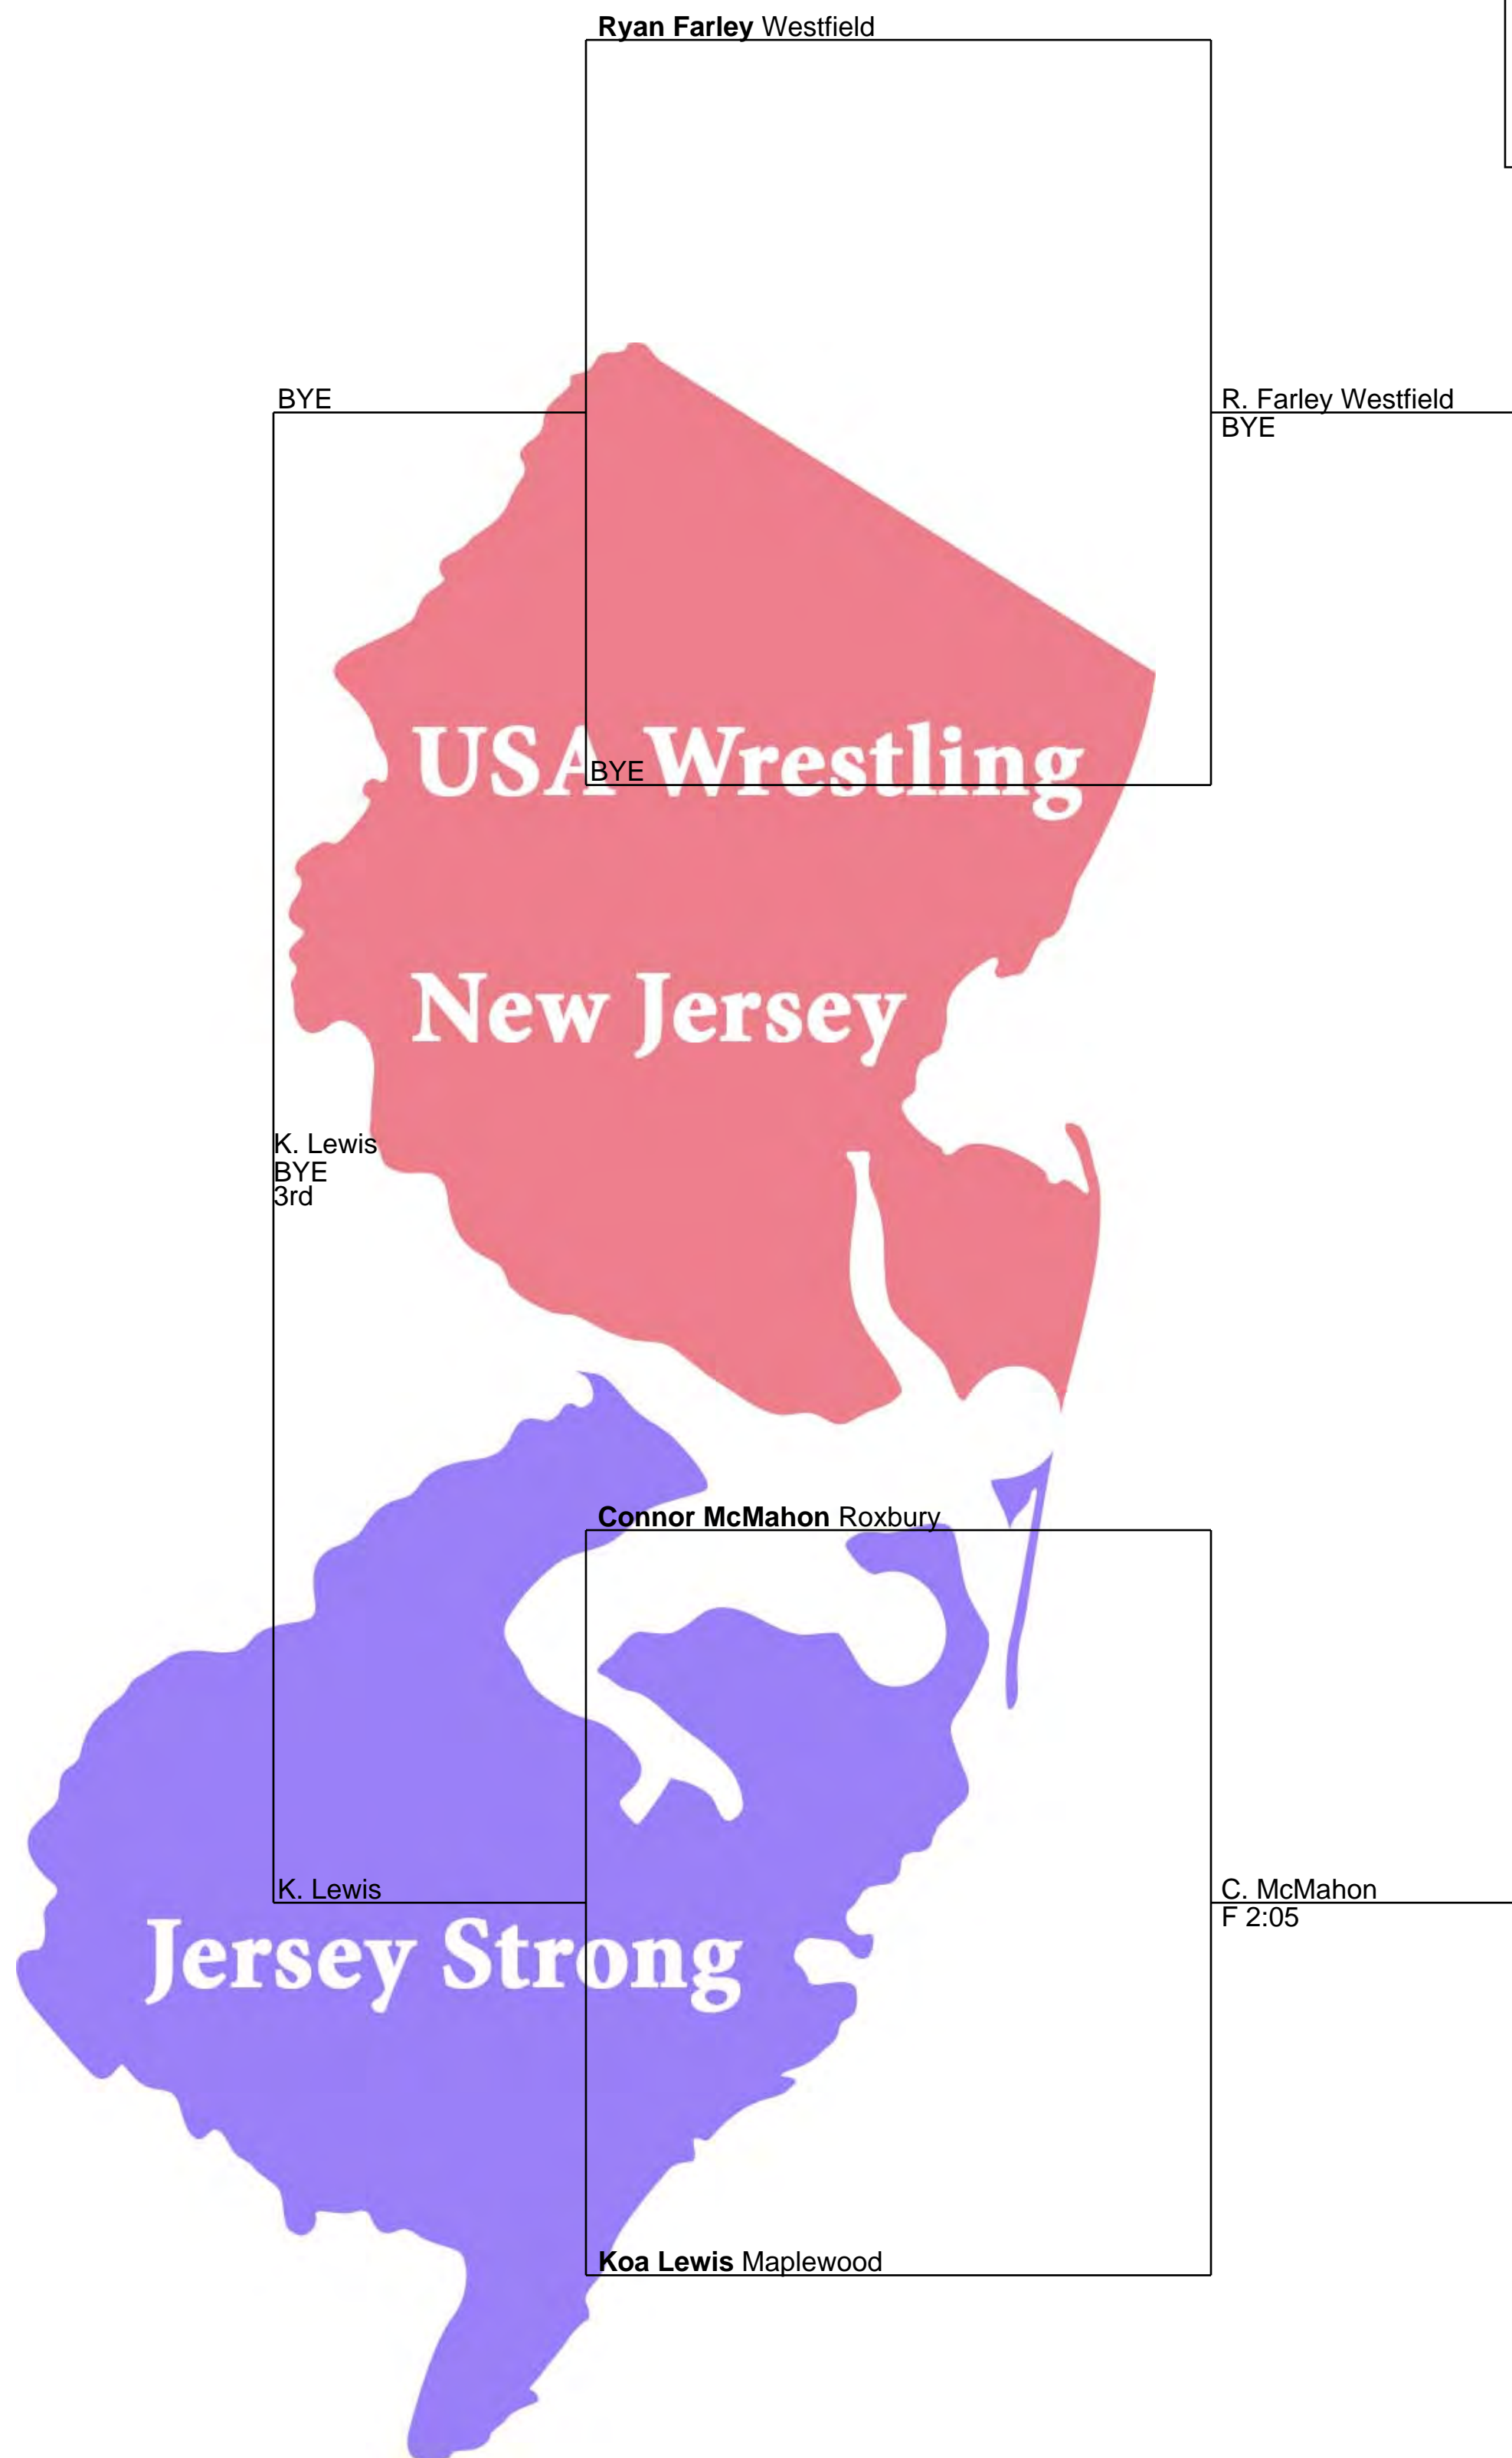 Ryan Farley Westfield
BYE
R. Farley Westfield
BYE
USA Wrestling
BYE
New Jersey
K. Lewis
BYE
3rd
Connor McMahon Roxbury
K. Lewis
C. McMahon
F 2:05
Jersey Strong
Koa Lewis Maplewood